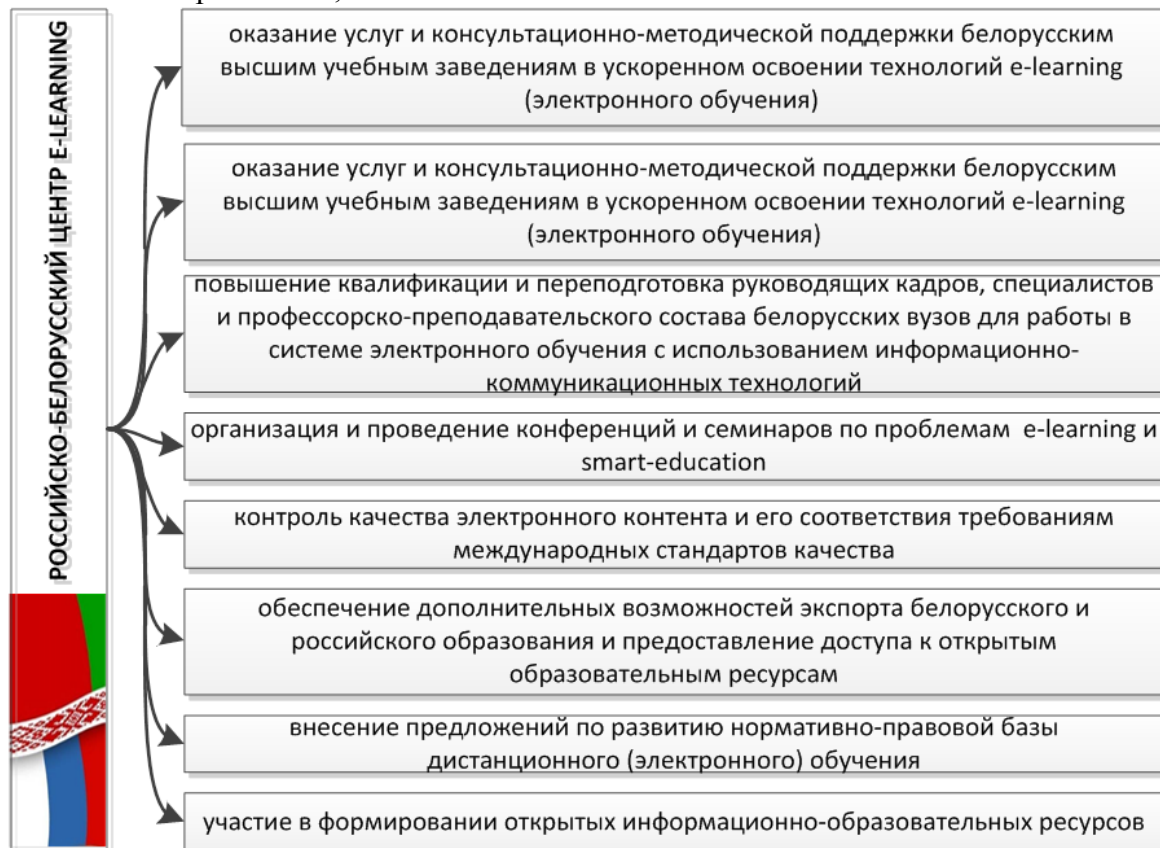 РОССИЙСКО-БЕЛОРУССКИЙ ЦЕНТР E-LEARNING
оказание услуг и консультационно-методической поддержки белорусским
высшим учебным заведениям в ускоренном освоении технологий e-learning
(электронного обучения)
оказание услуг и консультационно-методической поддержки белорусским
высшим учебным заведениям в ускоренном освоении технологий e-learning
(электронного обучения)
повышение квалификации и переподготовка руководящих кадров, специалистов
и профессорско-преподавательского состава белорусских вузов для работы в
системе электронного обучения с использованием информационно-
коммуникационных технологий
организация и проведение конференций и семинаров по проблемам e-learning и
smart-education
контроль качества электронного контента и его соответствия требованиям
международных стандартов качества
обеспечение дополнительных возможностей экспорта белорусского и
российского образования и предоставление доступа к открытым
образовательным ресурсам
внесение предложений по развитию нормативно-правовой базы
дистанционного (электронного) обучения
участие в формировании открытых информационно-образовательных ресурсов